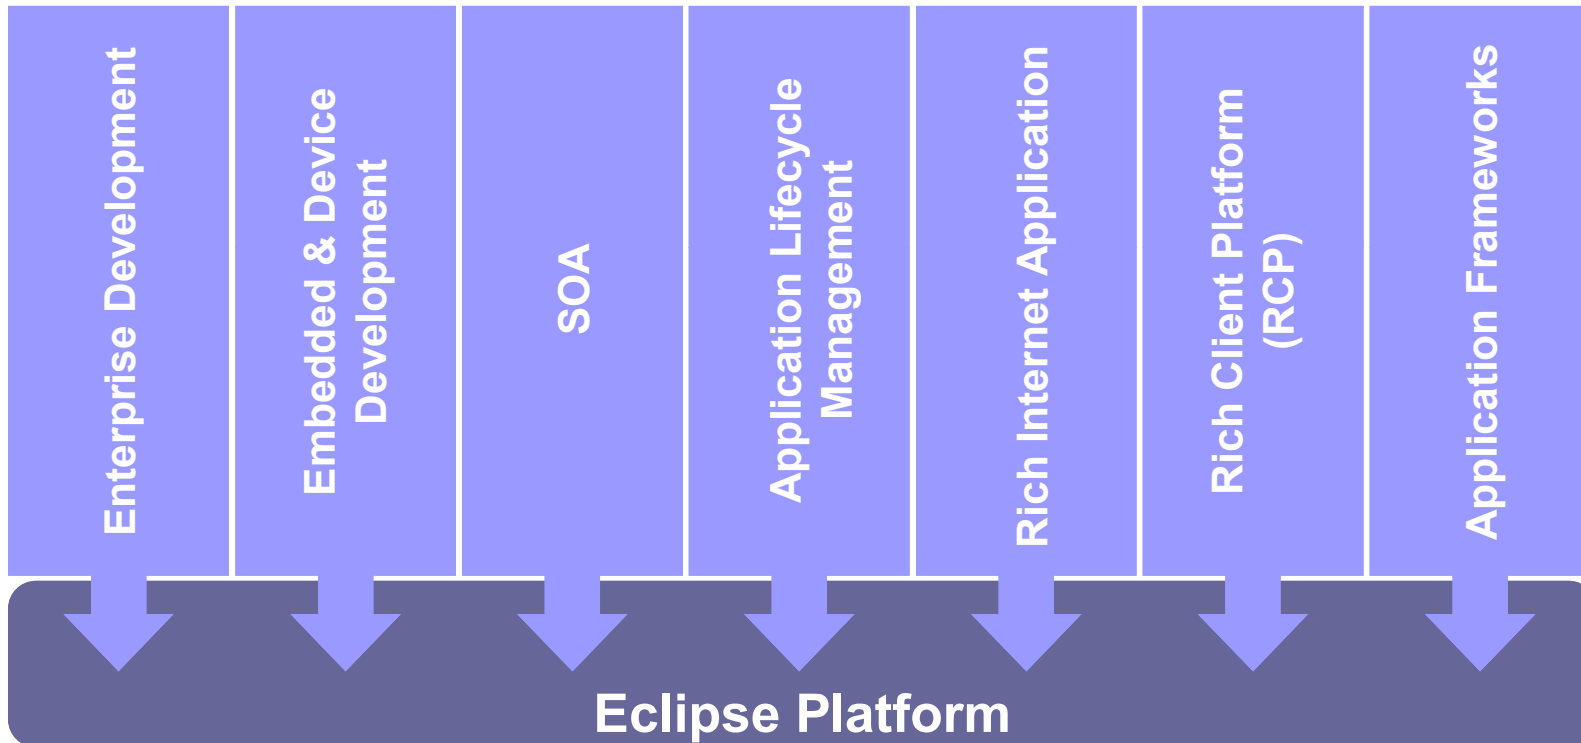 Enterprise Development
Embedded & Device
Development
SOA
Application Lifecycle
Management
Rich Internet Application
Rich Client Platform
(RCP)
Application Frameworks
Eclipse Platform